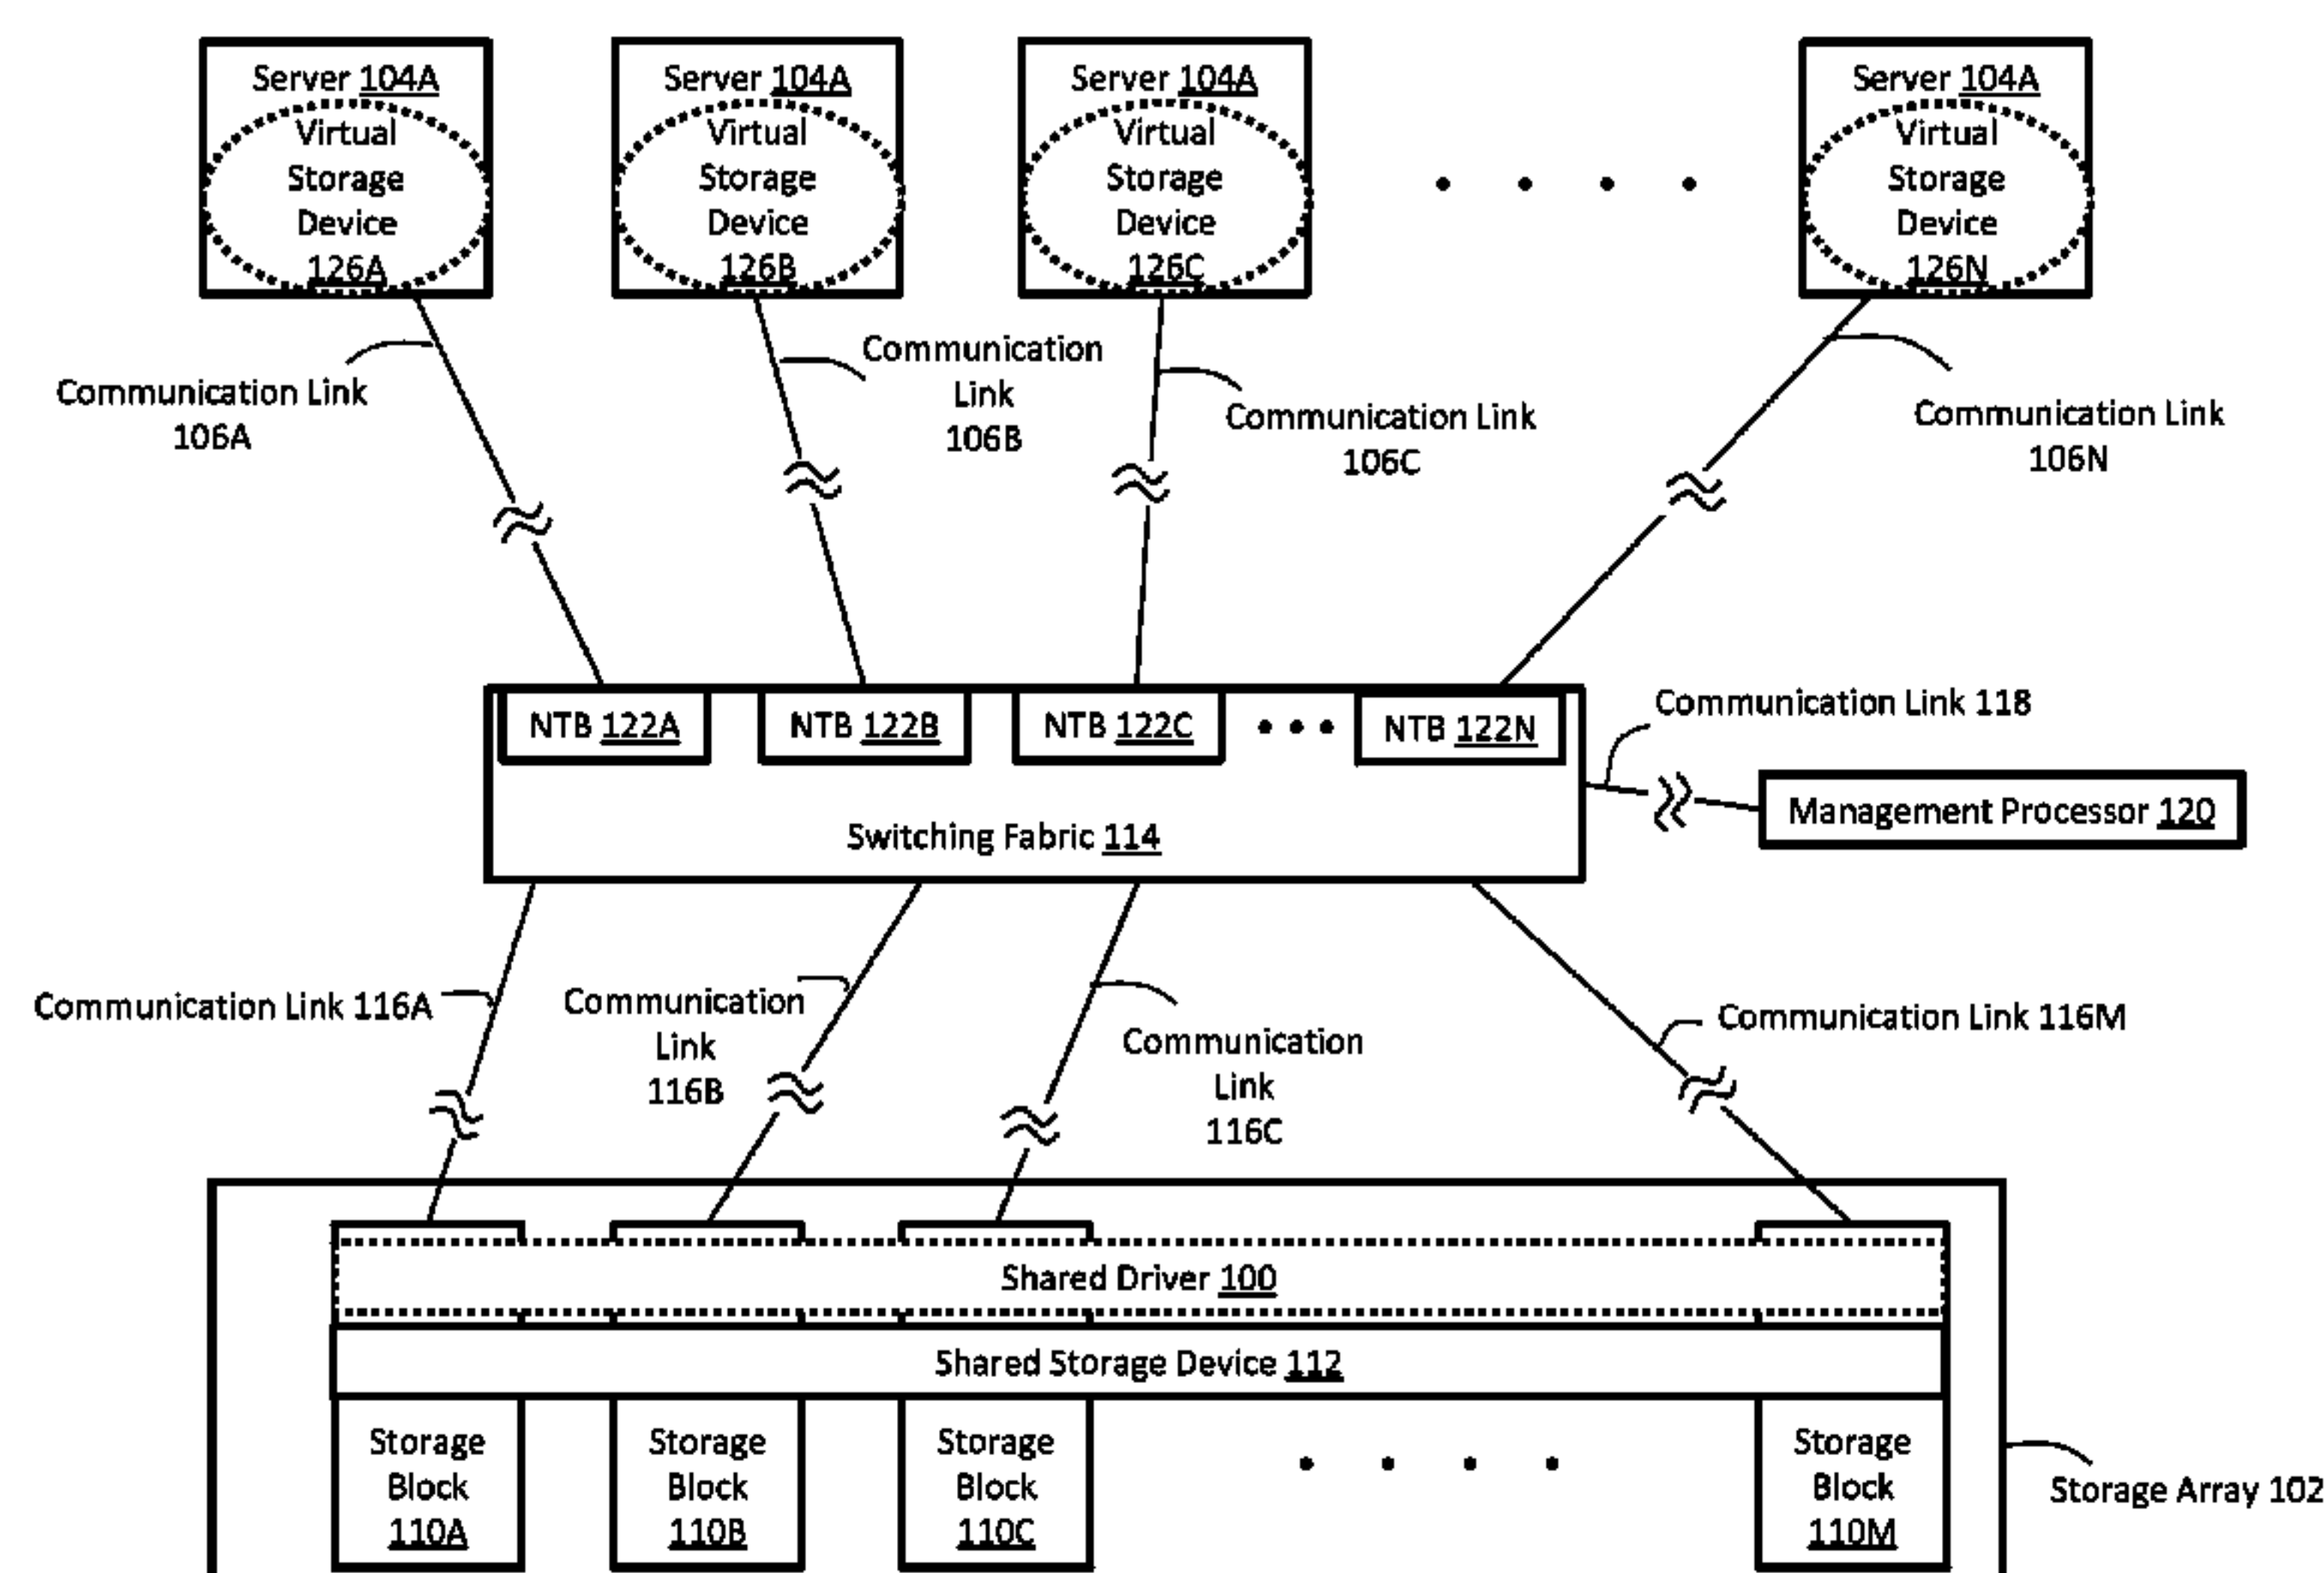 Server 104A
Virtual
Storage
Device
126A
Server 104A
Virtual
Storage
Device
126B
Server 104A
Virtual
Storage
Device
126C
Server 104A
Virtual
Storage
Device
126N
Communication Link
106A
Communication
Link
106B
Communication Link
106C
Communication Link
106N
NTB 122A
NTB 122B
NTB 122C
NTB 122N
Switching Fabric 114
Communication Link 118
Management Processor 120
Communication Link 116A
Communication
Link
116B
Communication
Link
116C
Communication Link 116M
Shared Driver 100
Shared Storage Device 112
Storage
Block
110A
Storage
Block
110B
Storage
Block
110C
Storage
Block
110M
Storage Array 102